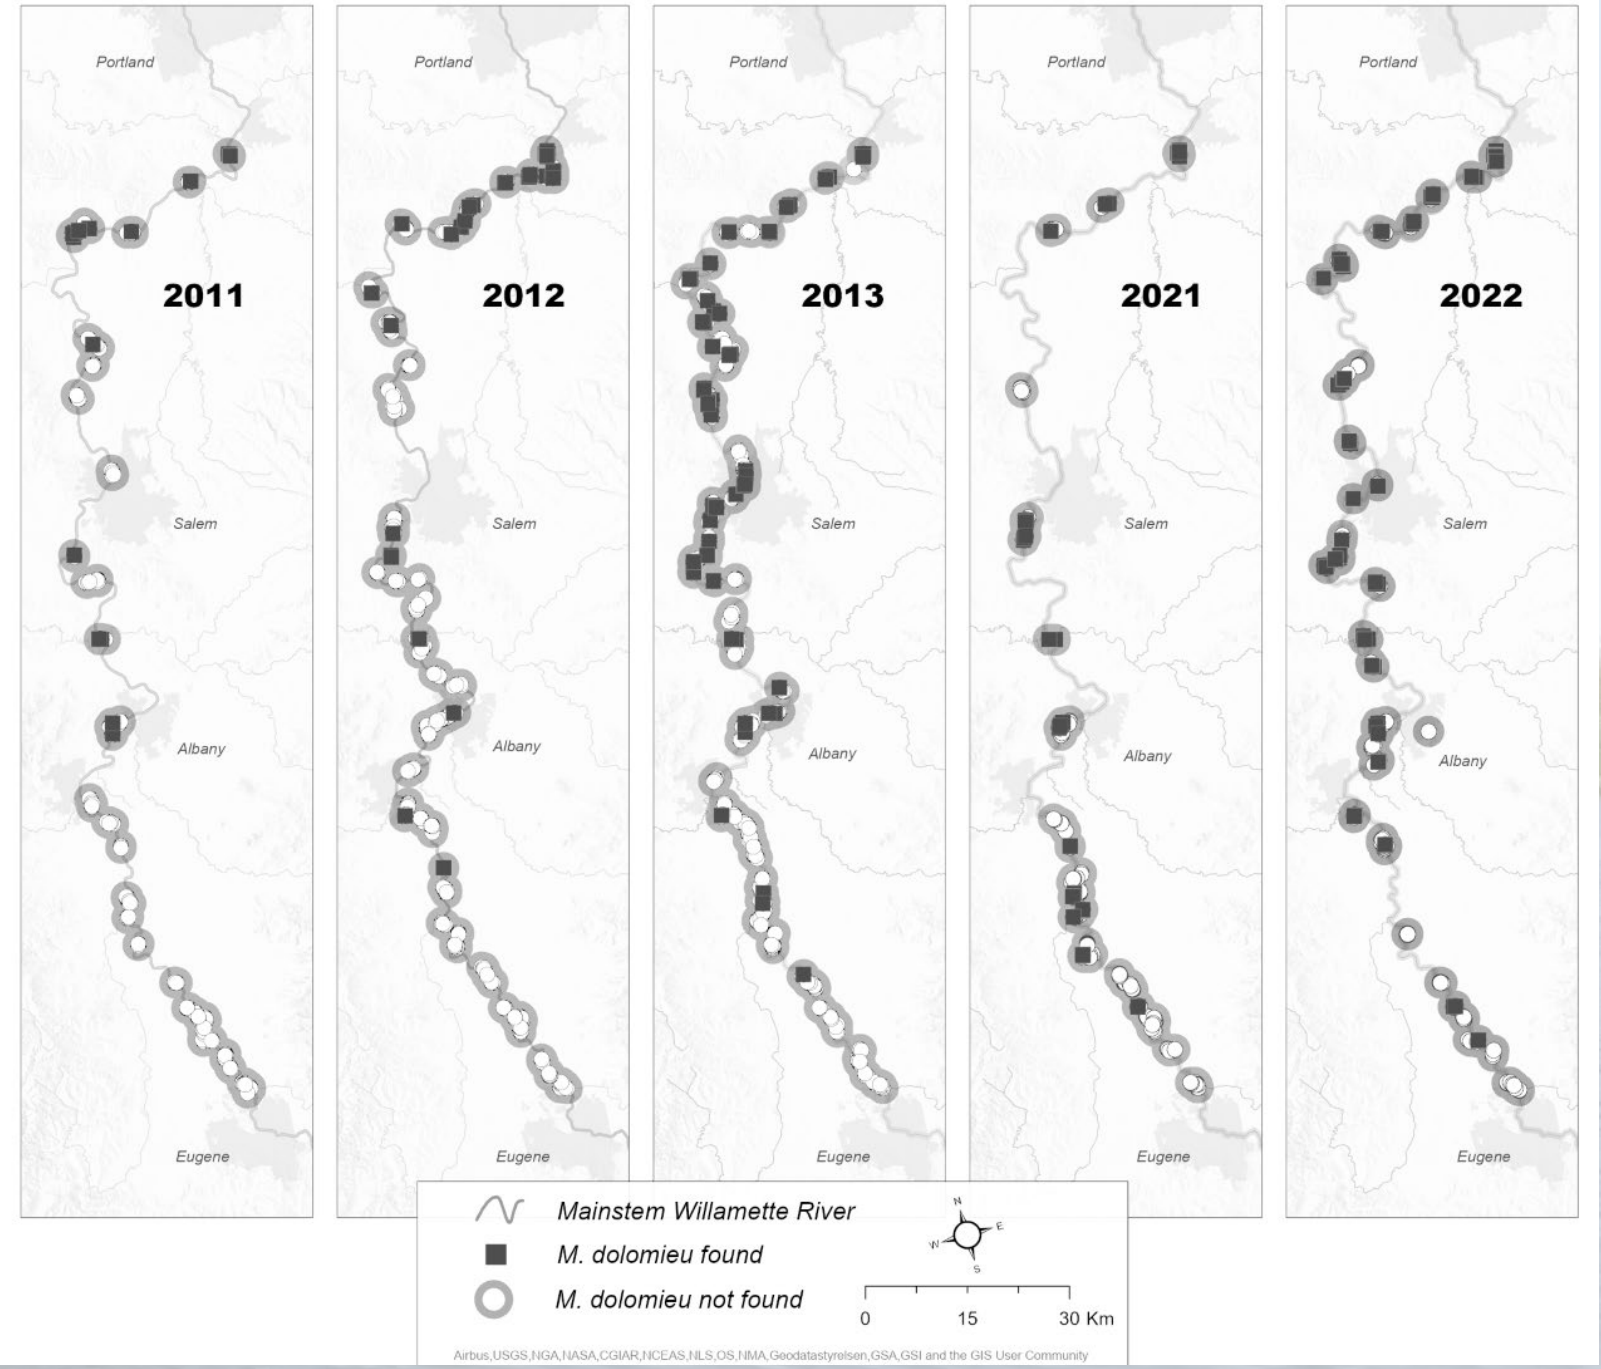 Portland
Portland
Portland
Portland
Portland
2011
2012
2013
2021
2022
Salem
Salem
Salem
Salem
Salem
Albany
Albany
Albany
Albany
Albany
Eugene
Eugene
Eugene
Eugene
Eugene
Mainstem Willamette River
M. dolomieu found
M. dolomieu not found
N
E
W
S
0 15 30 Km
Airbus,USGS,NGA,NASA,CGIAR,NCEAS,NLS,OS,NMA,Geodatastyrelsen,GSA,GSI and the GIS User Community